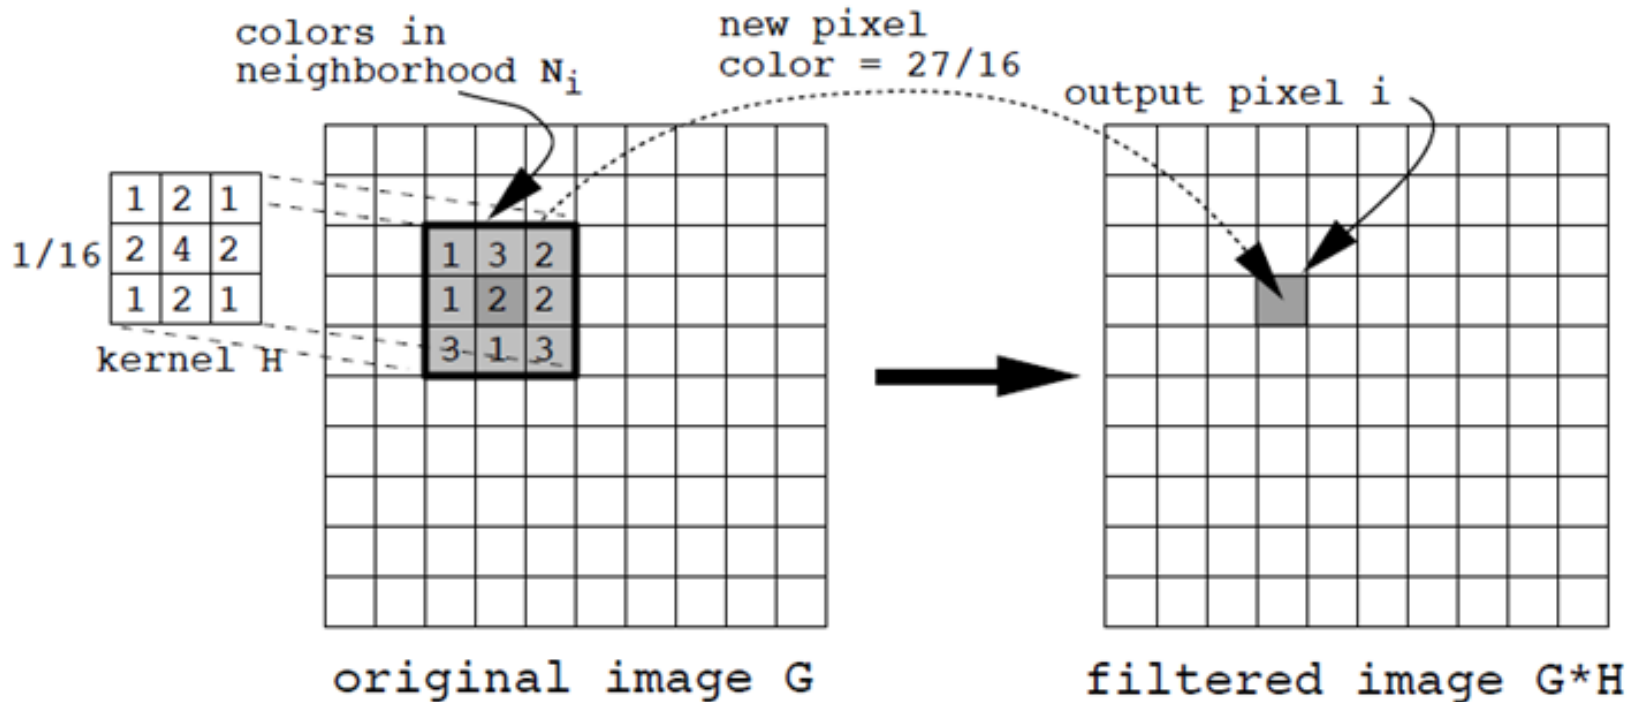 colors in
neighborhood Ni
new pixel
color = 27/16
output pixel i
1 2 1
1/16 2 4 2
1 2 1
kernel H
1 3 2
1 2 2
3 1 3
original image G
filtered image G*H